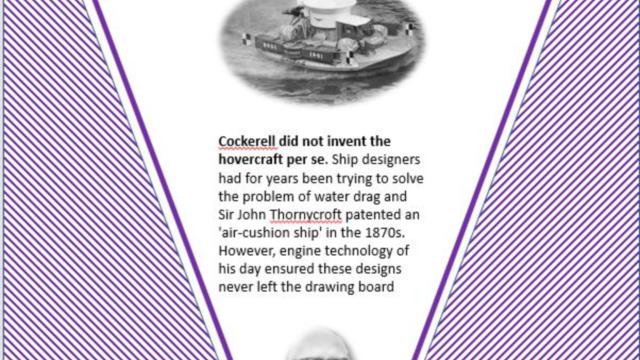 Cockerell did not invent the
hovercraft per se. Ship designers
had for years been trying to solve
the problem of water drag and
Sir John Thornycroft patented an
'air-cushion ship' in the 1870s.
However, engine technology of
his day ensured these designs
never left the drawing board